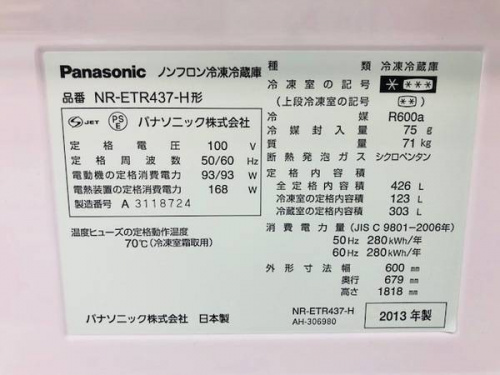 Panasonic ノンフロン冷凍冷蔵庫
品番 NR-ETR437-H形
S JET PS E パナソニック株式会社
定格電圧 100 V
定格周波数 50/60 Hz
電動機の定格消費電力 93/93 W
電熱装置の定格消費電力 168 W
製造番号 A 3118724
温度ヒューズの定格動作温度
70℃(冷凍室霜取用)
パナソニック株式会社 日本製
種類 冷凍冷蔵庫
冷凍室の記号 * ***
(上段冷凍室の記号 ** )
冷媒 R600a
冷媒封入量 75 g
質量 71 kg
断熱発泡ガス シクロペンタン
定格内容積
全定格内容積 426 L
冷凍室の定格内容積 123 L
冷蔵室の定格内容積 303 L
消費電力量(JIS C 9801-2006年)
50Hz 280kWh/年
60Hz 280kWh/年
外形寸法 幅 600 mm
奥行 679 mm
高さ 1818 mm
NR-ETR437-H
AH-306980
2013年製